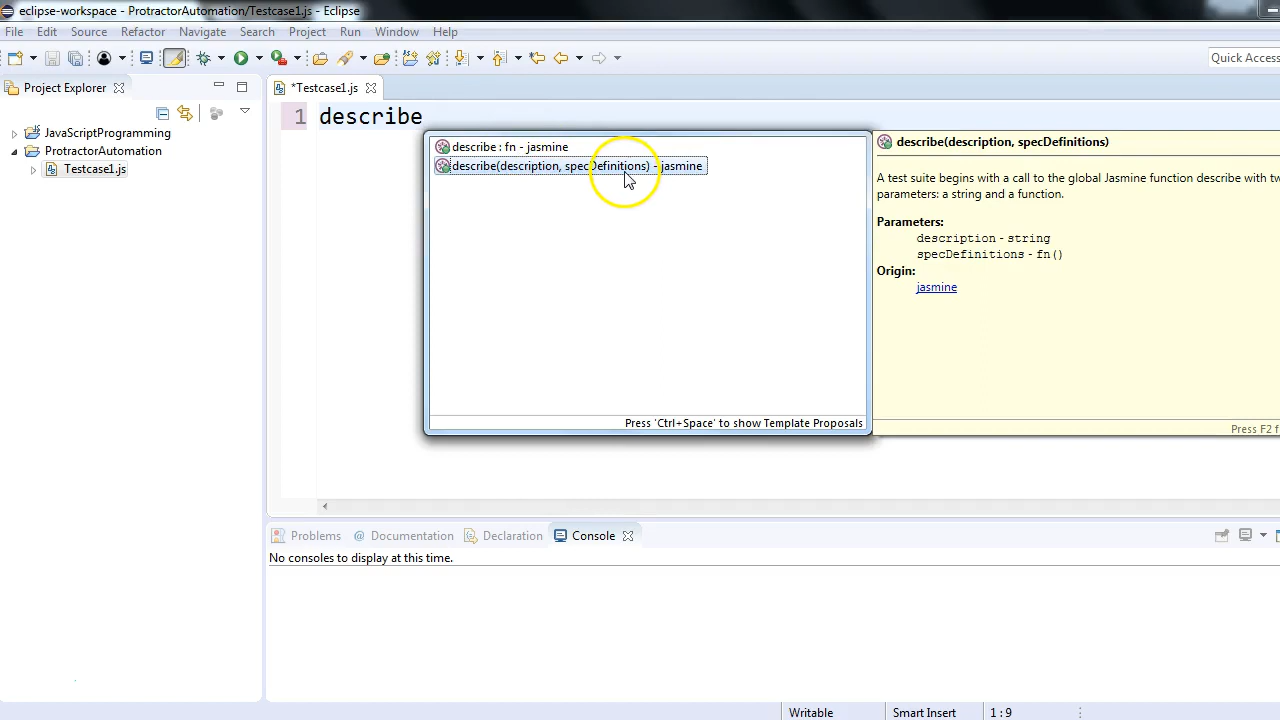 eclipse-workspace - ProtractorAutomation/Testcase1.js - Eclipse
File Edit Source Refactor Navigate Search Project Run Window Help
Quick Access
Project Explorer
*Testcase1.js
JavaScriptProgramming
ProtractorAutomation
Testcase1.js
1 describe
describe : fn - jasmine
describe(description, specDefinitions) - jasmine
Press 'Ctrl+Space' to show Template Proposals
describe(description, specDefinitions)
A test suite begins with a call to the global Jasmine function describe with
parameters: a string and a function.
Parameters:
description - string
specDefinitions - fn()
Origin:
jasmine
Press F2
Problems Documentation Declaration Console
No consoles to display at this time.
Writable Smart Insert 1 : 9